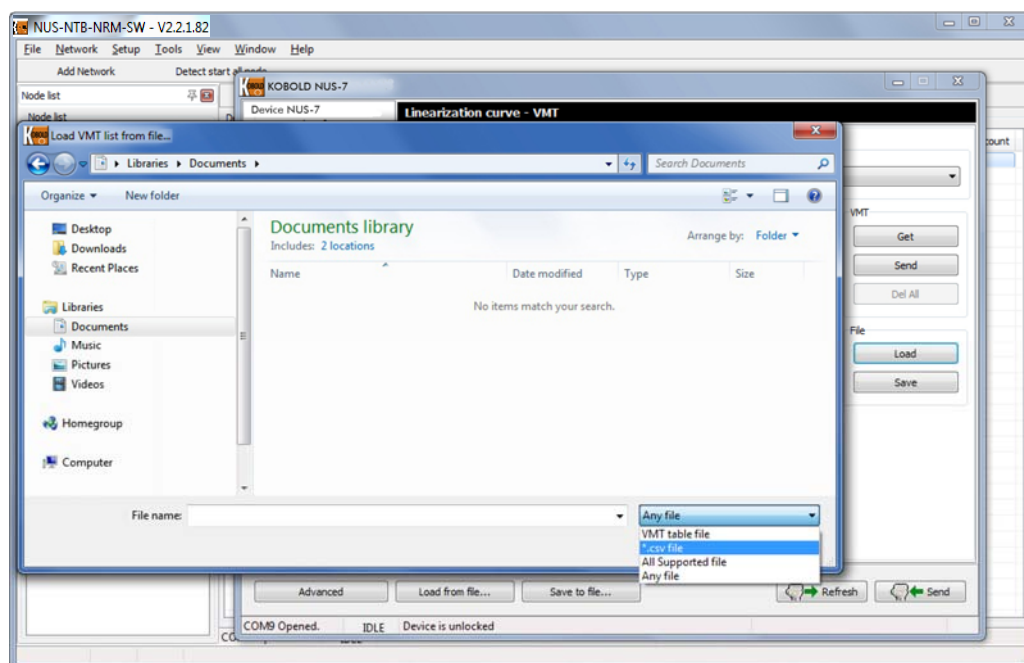 NUS-NTB-NRM-SW - V2.2.1.82
File Network Setup Tools View Window Help
Add Network Detect start all node
Node list
KOBOLD NUS-7
Device NUS-7
Linearization curve - VMT
Node list
Load VMT list from file...
Libraries Documents
Search Documents
Organize New folder
Desktop
Downloads
Recent Places
Libraries
Documents
Music
Pictures
Videos
Homegroup
Computer
Documents library
Includes: 2 locations
Arrange by: Folder
Name Date modified Type Size
No items match your search.
File name:
Any file
VMT table file
*.csv file
All Supported file
Any file
VMT
Get
Send
Del All
File
Load
Save
Advanced Load from file... Save to file... Refresh Send
COM9 Opened. IDLE Device is unlocked